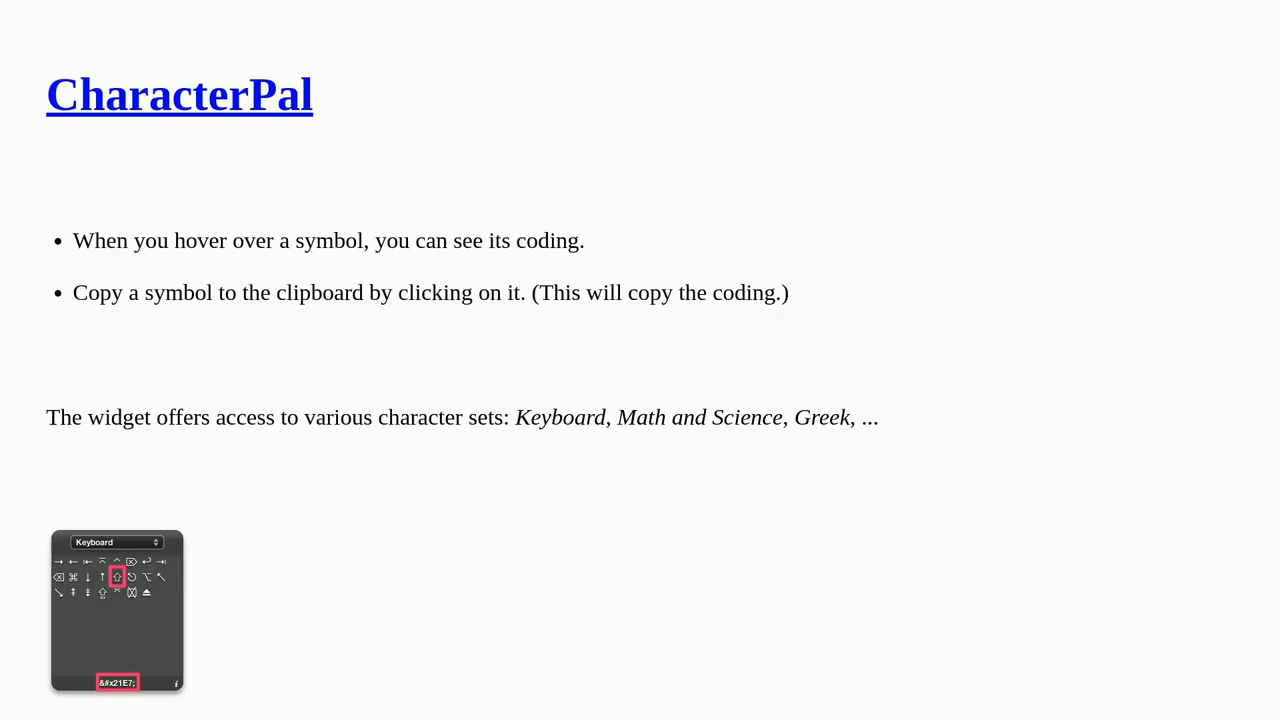 CharacterPal
• When you hover over a symbol, you can see its coding.
• Copy a symbol to the clipboard by clicking on it. (This will copy the coding.)
The widget offers access to various character sets: Keyboard, Math and Science, Greek, ...
Keyboard
&#x21E7;
i